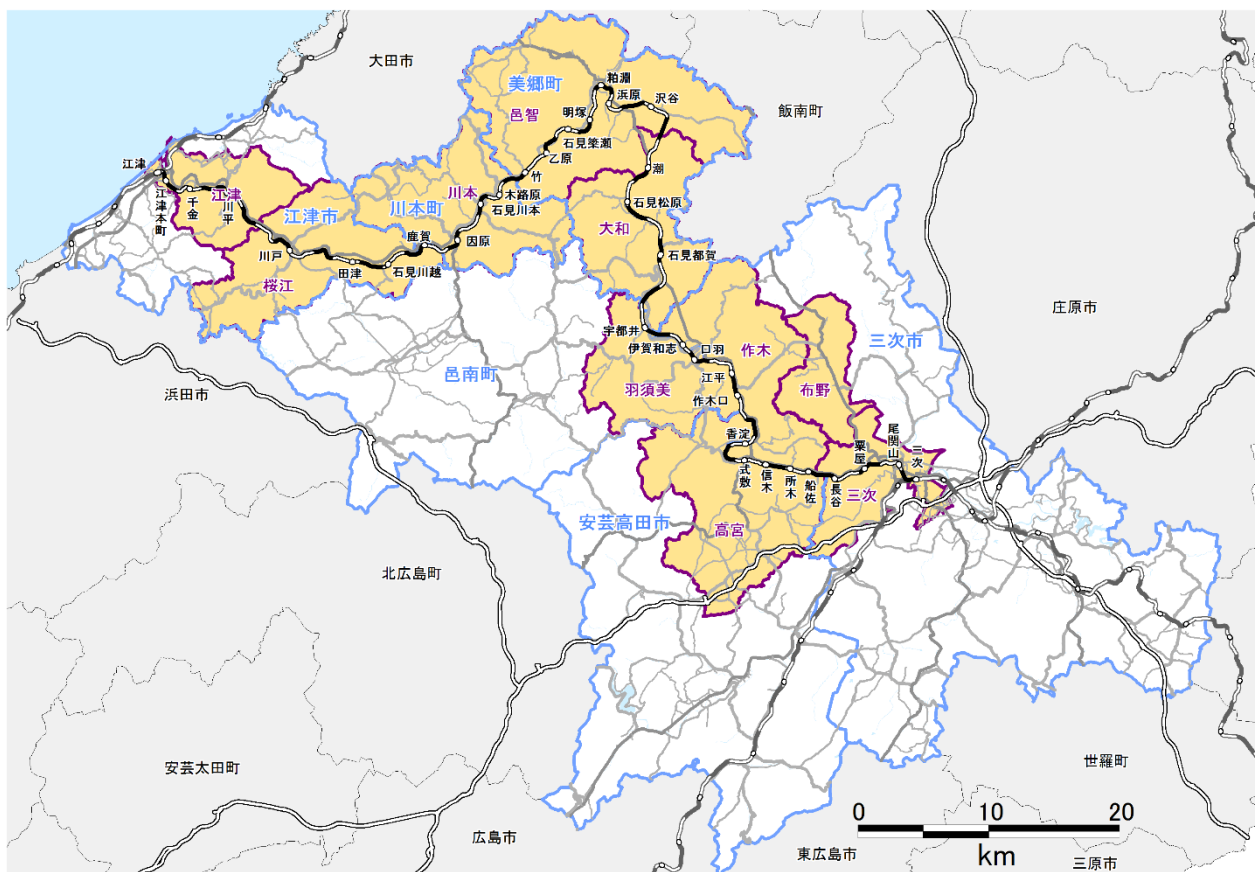 大田市
飯南町
美郷町
邑智
粕淵
浜原
沢谷
明塚
石見簗瀬
乙原
竹
潮
木路原
川本
石見川本
川本町
石見松原
江津
江津本町
千金
川平
江津
江津市
川戸
田津
石見川越
鹿賀
因原
桜江
大和
石見都賀
宇都井
伊賀和志
口羽
江平
作木口
作木
布野
三次市
庄原市
邑南町
羽須美
浜田市
香淀
式敷
信木
所木
船佐
長谷
粟屋
尾関山
三次
三次
安芸高田市
高宮
北広島町
安芸太田町
広島市
東広島市
世羅町
三原市
0 10 20
km